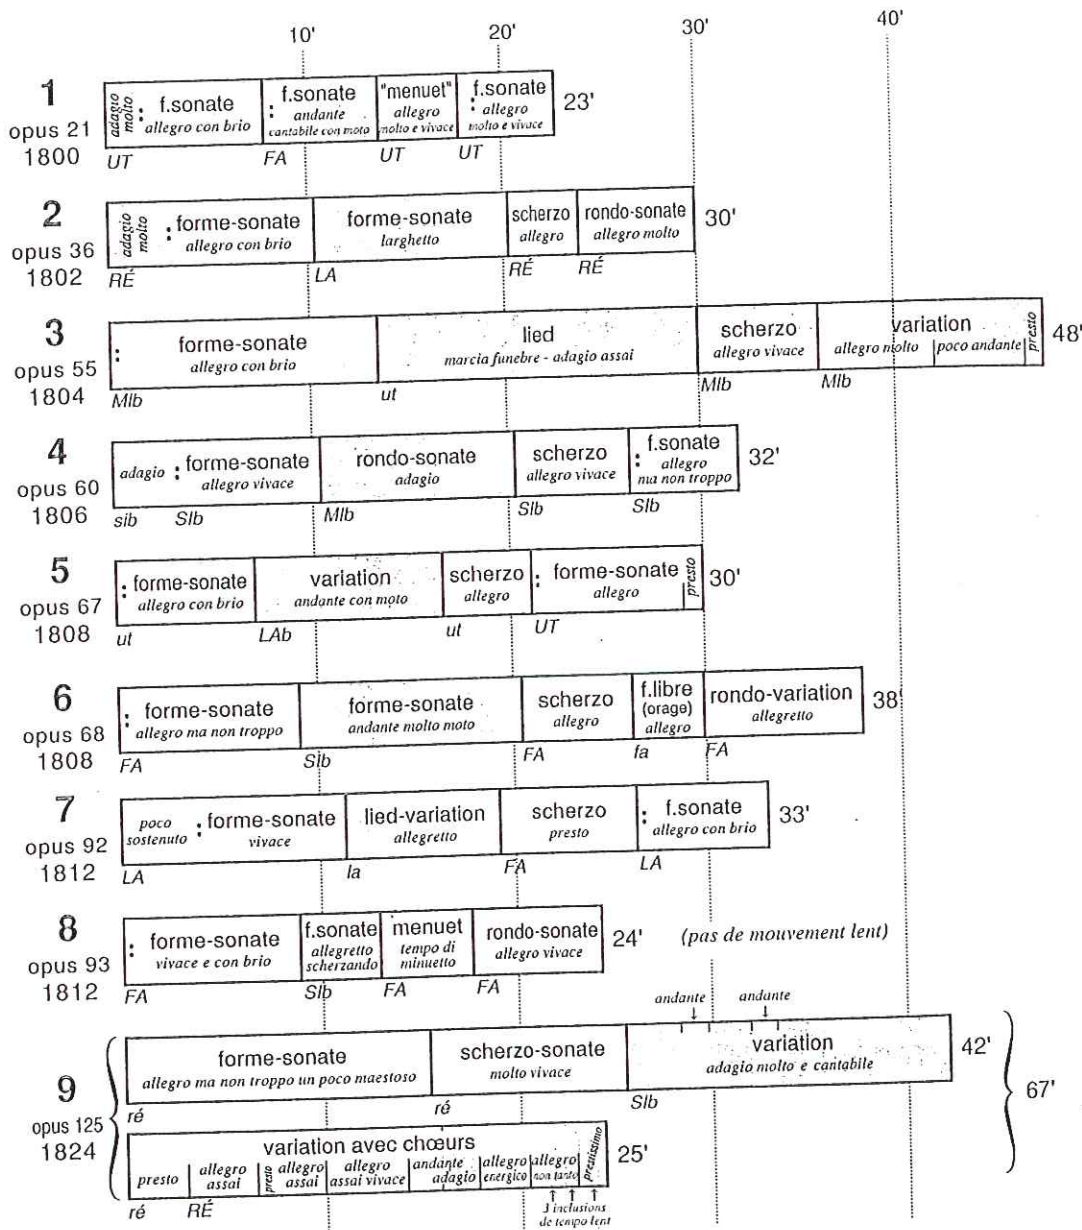 10' 20' 30' 40'
1
opus 21
1800
adagio
molto
: f.sonate
allegro con brio
: f.sonate
andante
cantabile con moto
"menuet"
allegro
molto e vivace
: f.sonate
allegro
molto e vivace
23'
UT FA UT UT
2
opus 36
1802
adagio
molto
: forme-sonate
allegro con brio
forme-sonate
larghetto
scherzo
allegro
rondo-sonate
allegro molto
30'
RÉ LA RÉ RÉ
3
opus 55
1804
: forme-sonate
allegro con brio
lied
marcia funebre - adagio assai
scherzo
allegro vivace
variation
allegro molto poco andante
presto
48'
MIb ut MIb MIb
4
opus 60
1806
adagio
: forme-sonate
allegro vivace
rondo-sonate
adagio
scherzo
allegro vivace
: f.sonate
allegro
ma non troppo
32'
sib SIb MIb SIb SIb
5
opus 67
1808
: forme-sonate
allegro con brio
variation
andante con moto
scherzo
allegro
: forme-sonate
allegro
presto
30'
ut LAb ut UT
6
opus 68
1808
: forme-sonate
allegro ma non troppo
forme-sonate
andante molto moto
scherzo
allegro
f.libre
(orage)
allegro
rondo-variation
allegretto
38'
FA SIb FA fa FA
7
opus 92
1812
poco
sostenuto
: forme-sonate
vivace
lied-variation
allegretto
scherzo
presto
: f.sonate
allegro con brio
33'
LA la FA LA
8
opus 93
1812
: forme-sonate
vivace e con brio
f.sonate
allegretto
scherzando
menuet
tempo di
minuetto
rondo-sonate
allegro vivace
24'
(pas de mouvement lent)
FA SIb FA FA
9
opus 125
1824
forme-sonate
allegro ma non troppo un poco maestoso
scherzo-sonate
molto vivace
andante andante
variation
adagio molto e cantabile
42'
67'
ré ré SIb
variation avec chœurs
presto
allegro
assai
presto
allegro
assai
allegro
assai vivace
andante
adagio
allegro
energico
allegro
non tanto
prestissimo
25'
ré RÉ
3 inclusions
de tempo lent